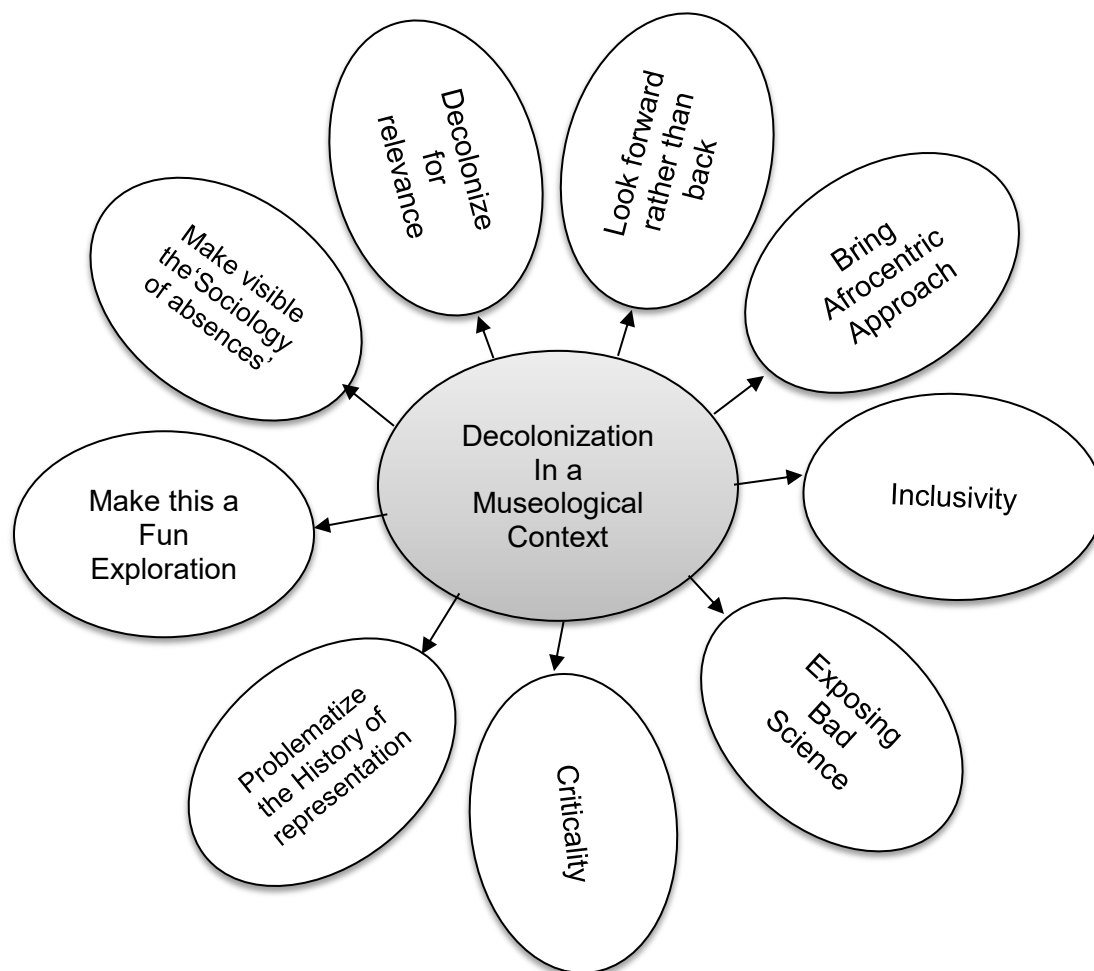 Decolonization
In a
Museological
Context
Decolonize
for
relevance
Look forward
rather than
back
Bring
Afrocentric
Approach
Inclusivity
Exposing
Bad
Science
Criticality
Problematize
the History of
representation
Make this a
Fun
Exploration
Make visible
the‘Sociology
of absences’